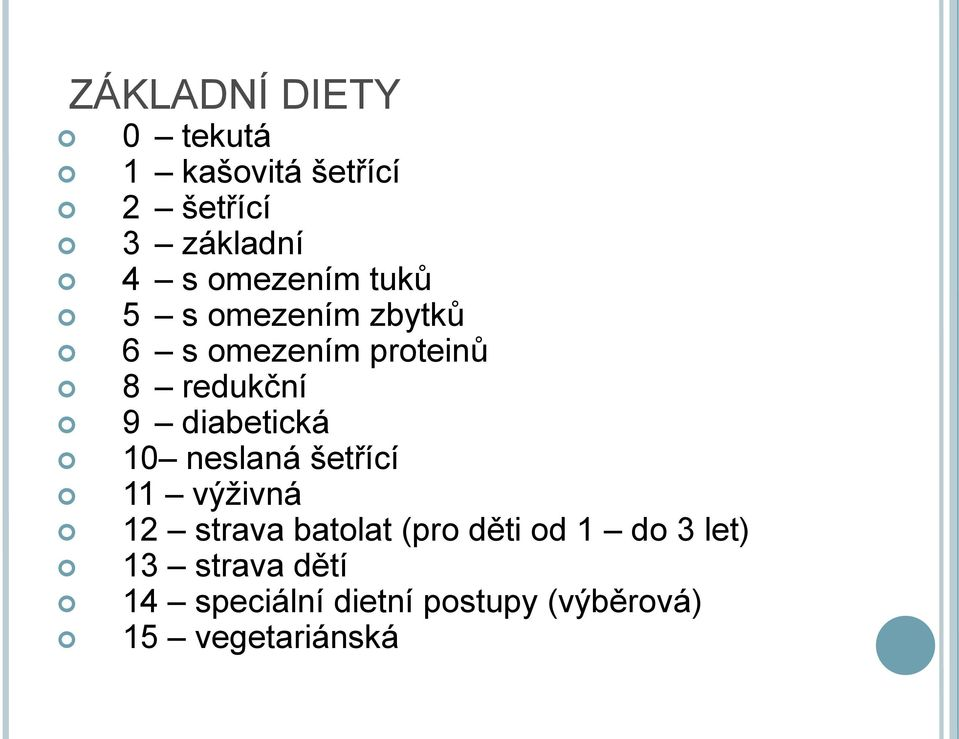 ZÁKLADNÍ DIETY
0 – tekutá
1 – kašovitá šetřící
2 – šetřící
3 – základní
4 – s omezením tuků
5 – s omezením zbytků
6 – s omezením proteinů
8 – redukční
9 – diabetická
10– neslaná šetřící
11 – výživná
12 – strava batolat (pro děti od 1 – do 3 let)
13 – strava dětí
14 – speciální dietní postupy (výběrová)
15 – vegetariánská